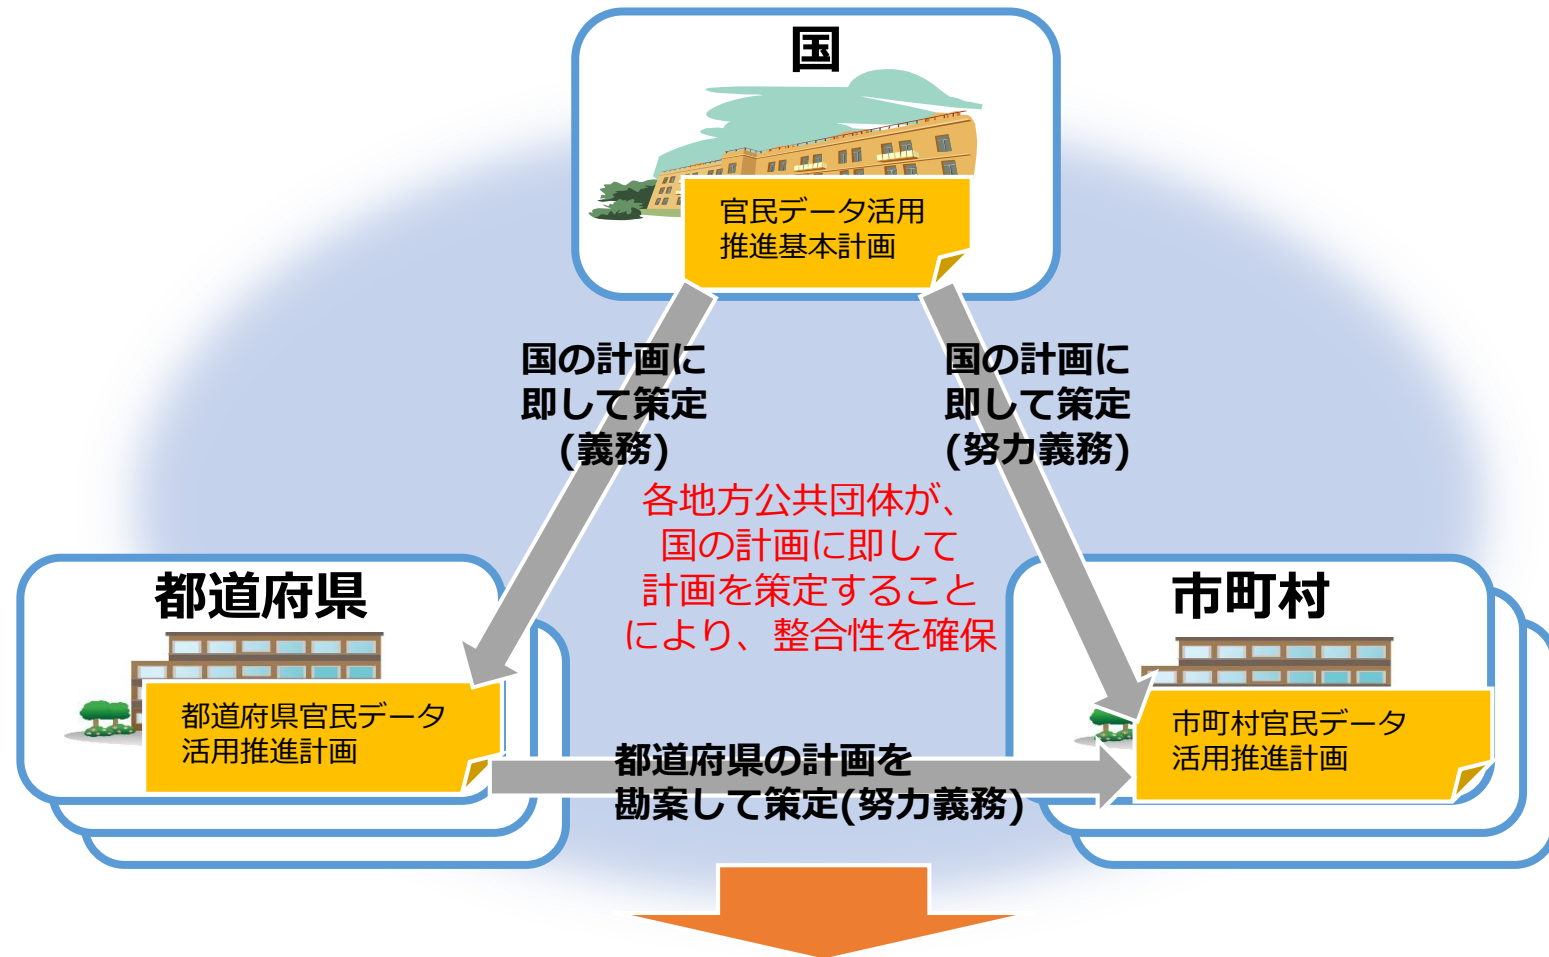 国
官民データ活用
推進基本計画
国の計画に
即して策定
(義務)
国の計画に
即して策定
(努力義務)
各地方公共団体が、
国の計画に即して
計画を策定すること
により、整合性を確保
都道府県
都道府県官民データ
活用推進計画
市町村
市町村官民データ
活用推進計画
都道府県の計画を
勘案して策定(努力義務)